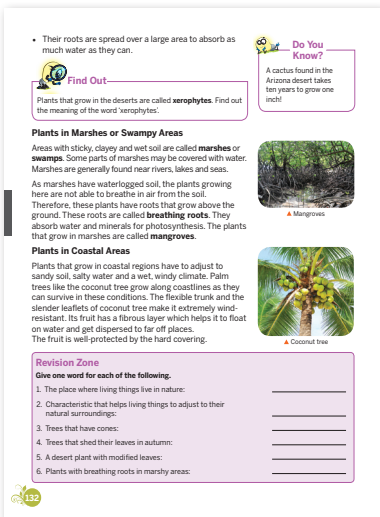 • Their roots are spread over a large area to absorb as
much water as they can.
Do You
Know?
A cactus found in the
Arizona desert takes
ten years to grow one
inch!
Find Out
Plants that grow in the deserts are called xerophytes. Find out
the meaning of the word 'xerophytes'.
Plants in Marshes or Swampy Areas
Areas with sticky, clayey and wet soil are called marshes or
swamps. Some parts of marshes may be covered with water.
Marshes are generally found near rivers, lakes and seas.
As marshes have waterlogged soil, the plants growing
here are not able to breathe in air from the soil.
Therefore, these plants have roots that grow above the
ground. These roots are called breathing roots. They
absorb water and minerals for photosynthesis. The plants
that grow in marshes are called mangroves.
▲ Mangroves
Plants in Coastal Areas
Plants that grow in coastal regions have to adjust to
sandy soil, salty water and a wet, windy climate. Palm
trees like the coconut tree grow along coastlines as they
can survive in these conditions. The flexible trunk and the
slender leaflets of coconut tree make it extremely wind-
resistant. Its fruit has a fibrous layer which helps it to float
on water and get dispersed to far off places.
The fruit is well-protected by the hard covering.
▲ Coconut tree
Revision Zone
Give one word for each of the following.
1. The place where living things live in nature:
2. Characteristic that helps living things to adjust to their
natural surroundings:
3. Trees that have cones:
4. Trees that shed their leaves in autumn:
5. A desert plant with modified leaves:
6. Plants with breathing roots in marshy areas:
132